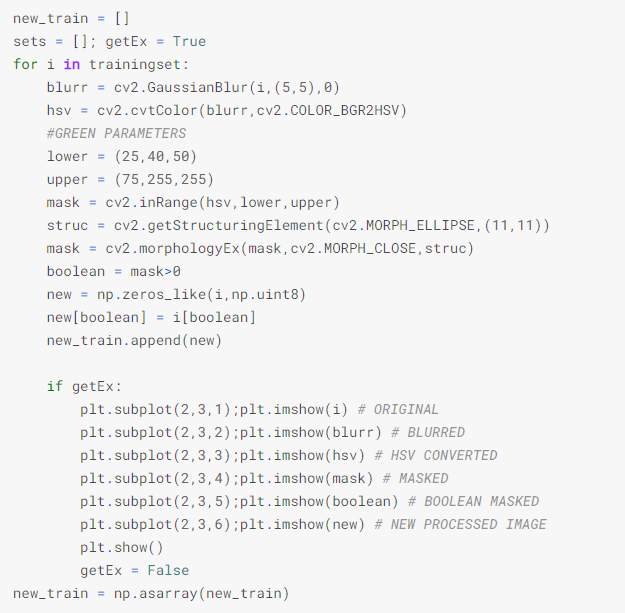 new_train = []
sets = []; getEx = True
for i in trainingset:
    blurr = cv2.GaussianBlur(i,(5,5),0)
    hsv = cv2.cvtColor(blurr,cv2.COLOR_BGR2HSV)
    #GREEN PARAMETERS
    lower = (25,40,50)
    upper = (75,255,255)
    mask = cv2.inRange(hsv,lower,upper)
    struc = cv2.getStructuringElement(cv2.MORPH_ELLIPSE,(11,11))
    mask = cv2.morphologyEx(mask,cv2.MORPH_CLOSE,struc)
    boolean = mask>0
    new = np.zeros_like(i,np.uint8)
    new[boolean] = i[boolean]
    new_train.append(new)

    if getEx:
        plt.subplot(2,3,1);plt.imshow(i) # ORIGINAL
        plt.subplot(2,3,2);plt.imshow(blurr) # BLURRED
        plt.subplot(2,3,3);plt.imshow(hsv) # HSV CONVERTED
        plt.subplot(2,3,4);plt.imshow(mask) # MASKED
        plt.subplot(2,3,5);plt.imshow(boolean) # BOOLEAN MASKED
        plt.subplot(2,3,6);plt.imshow(new) # NEW PROCESSED IMAGE
        plt.show()
        getEx = False
new_train = np.asarray(new_train)